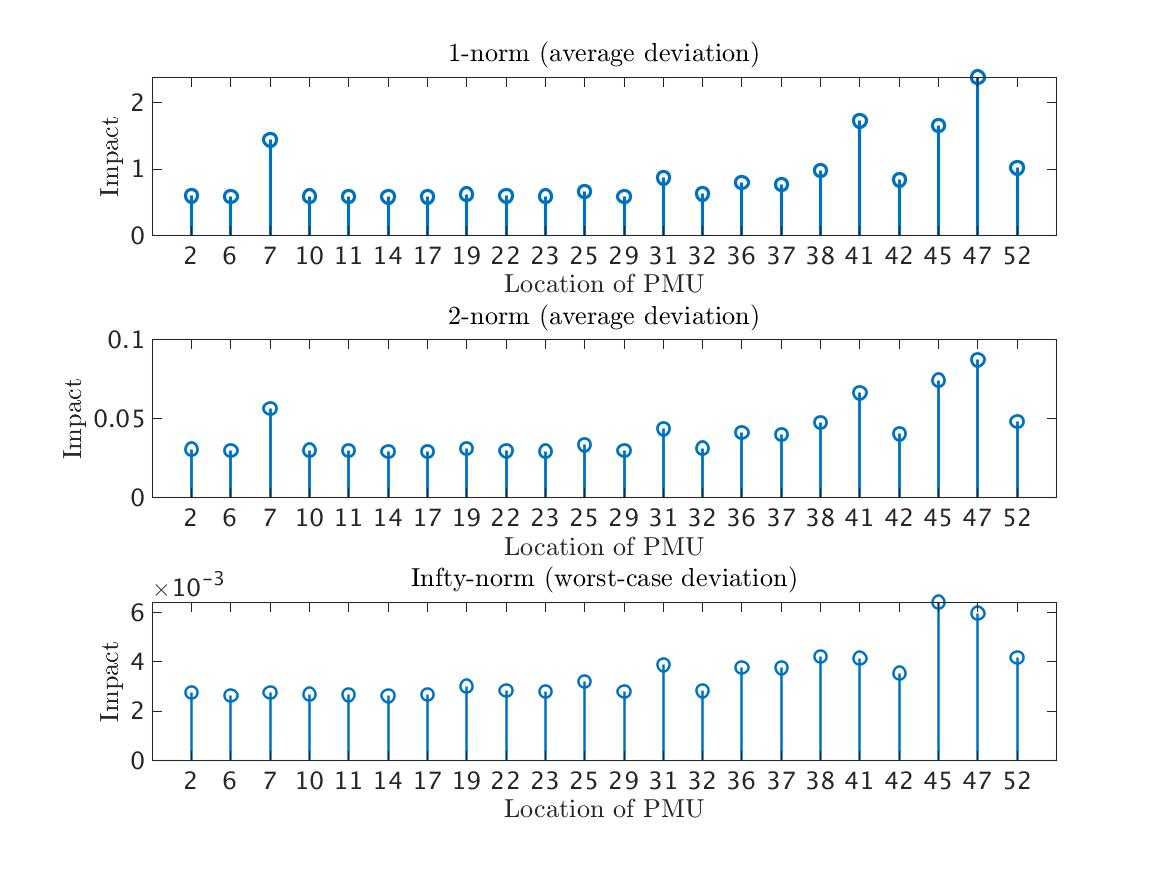 1-norm (average deviation)
2
1
0
Impact
2 6 7 10 11 14 17 19 22 23 25 29 31 32 36 37 38 41 42 45 47 52
Location of PMU
2-norm (average deviation)
0.1
0.05
0
Impact
2 6 7 10 11 14 17 19 22 23 25 29 31 32 36 37 38 41 42 45 47 52
Location of PMU
Infty-norm (worst-case deviation)
×10⁻³
6
4
2
0
Impact
2 6 7 10 11 14 17 19 22 23 25 29 31 32 36 37 38 41 42 45 47 52
Location of PMU